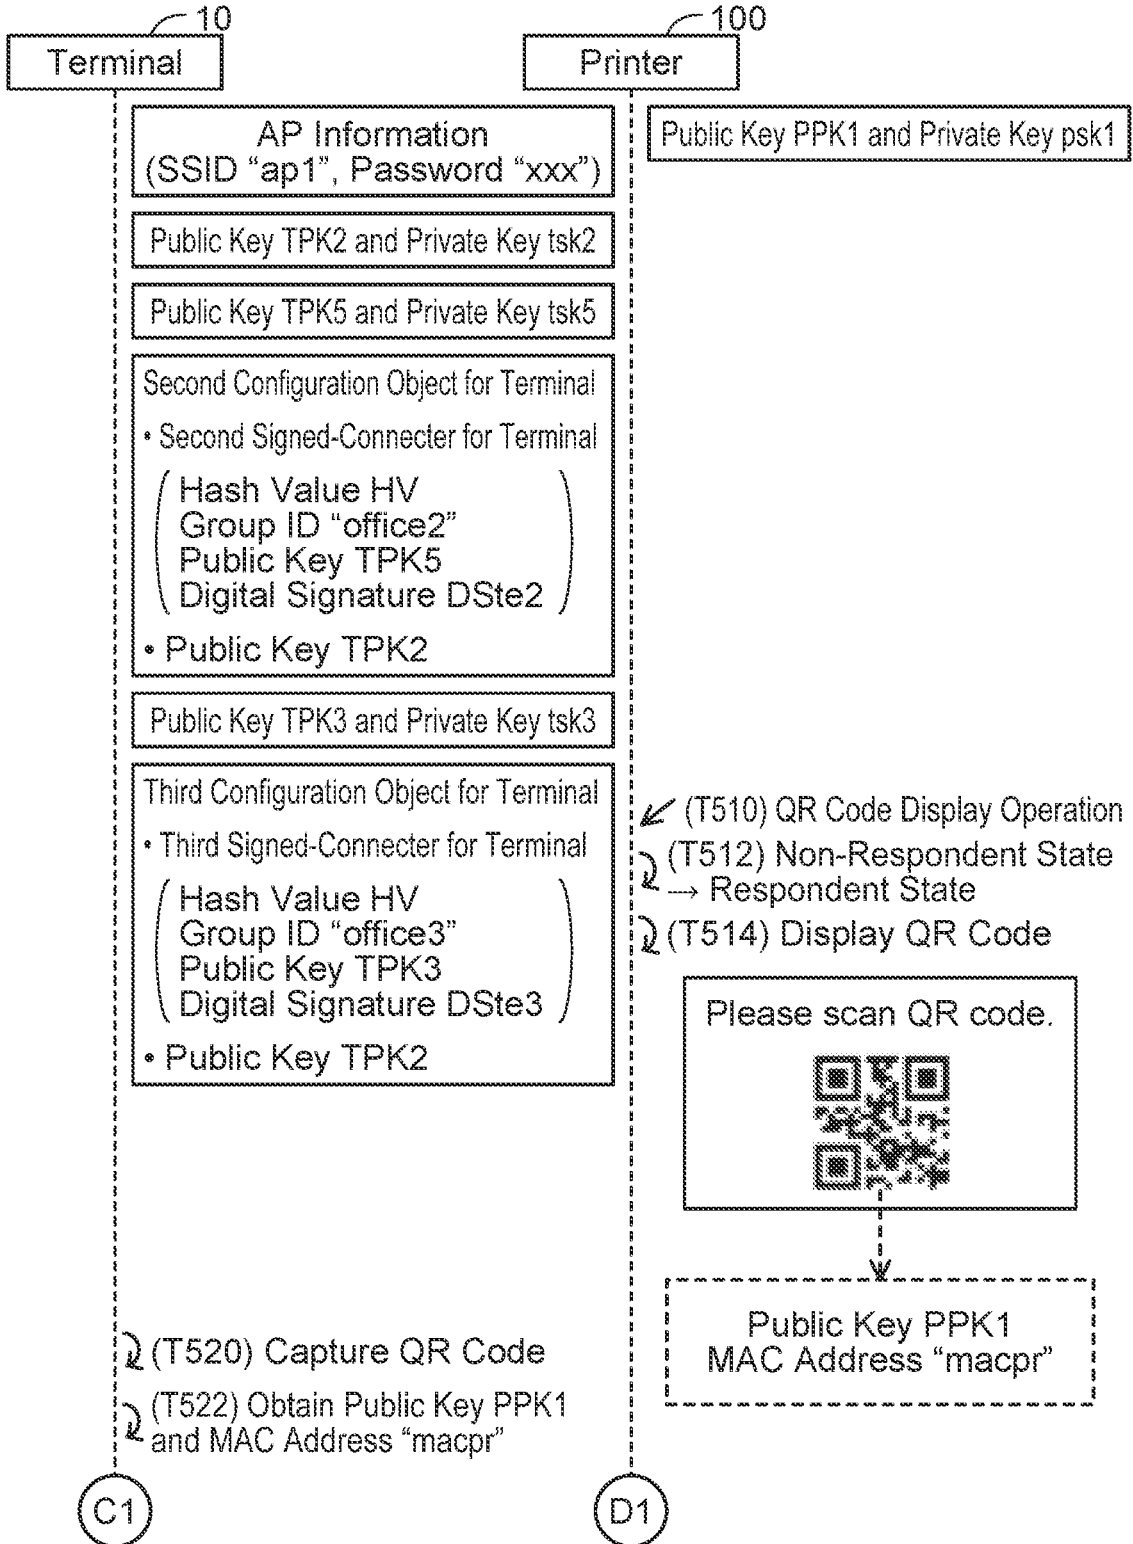 10
100
Terminal
Printer
AP Information
(SSID “ap1”, Password “xxx”)
Public Key PPK1 and Private Key psk1
Public Key TPK2 and Private Key tsk2
Public Key TPK5 and Private Key tsk5
Second Configuration Object for Terminal
• Second Signed-Connecter for Terminal
Hash Value HV
Group ID “office2”
Public Key TPK5
Digital Signature DSte2
• Public Key TPK2
Public Key TPK3 and Private Key tsk3
Third Configuration Object for Terminal
• Third Signed-Connecter for Terminal
Hash Value HV
Group ID “office3”
Public Key TPK3
Digital Signature DSte3
• Public Key TPK2
(T510) QR Code Display Operation
(T512) Non-Respondent State
→ Respondent State
(T514) Display QR Code
Please scan QR code.
Public Key PPK1
MAC Address “macpr”
(T520) Capture QR Code
(T522) Obtain Public Key PPK1
and MAC Address “macpr”
C1
D1